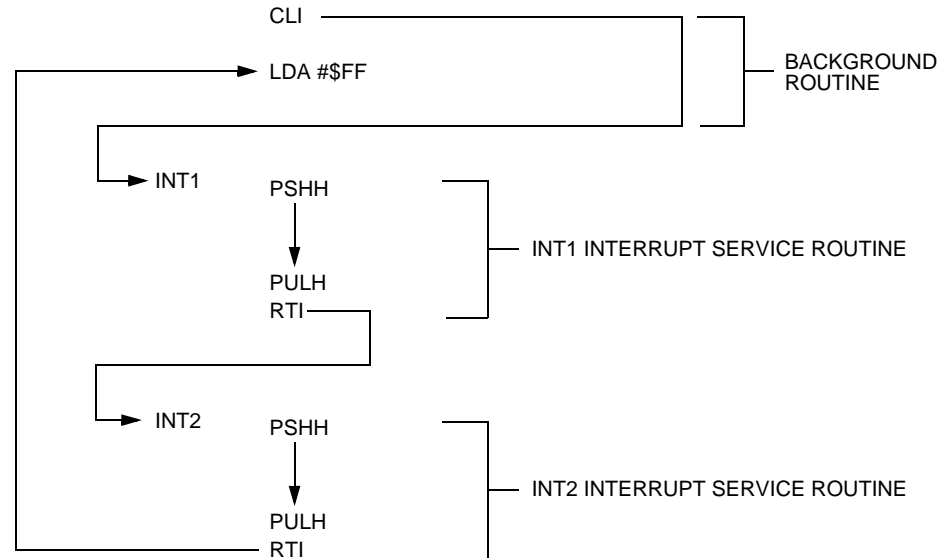 CLI
LDA #$FF
BACKGROUND
ROUTINE
INT1
PSHH
INT1 INTERRUPT SERVICE ROUTINE
PULH
RTI
INT2
PSHH
INT2 INTERRUPT SERVICE ROUTINE
PULH
RTI